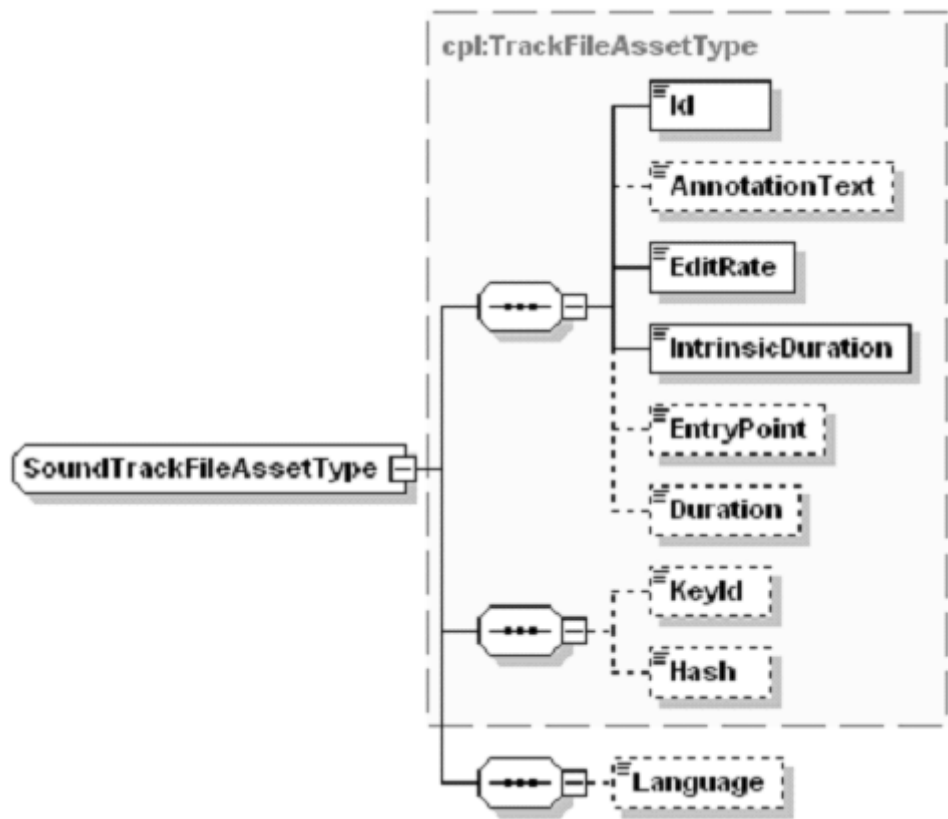 cpl:TrackFileAssetType
Id
AnnotationText
EditRate
IntrinsicDuration
EntryPoint
SoundTrackFileAssetType
Duration
KeyId
Hash
Language